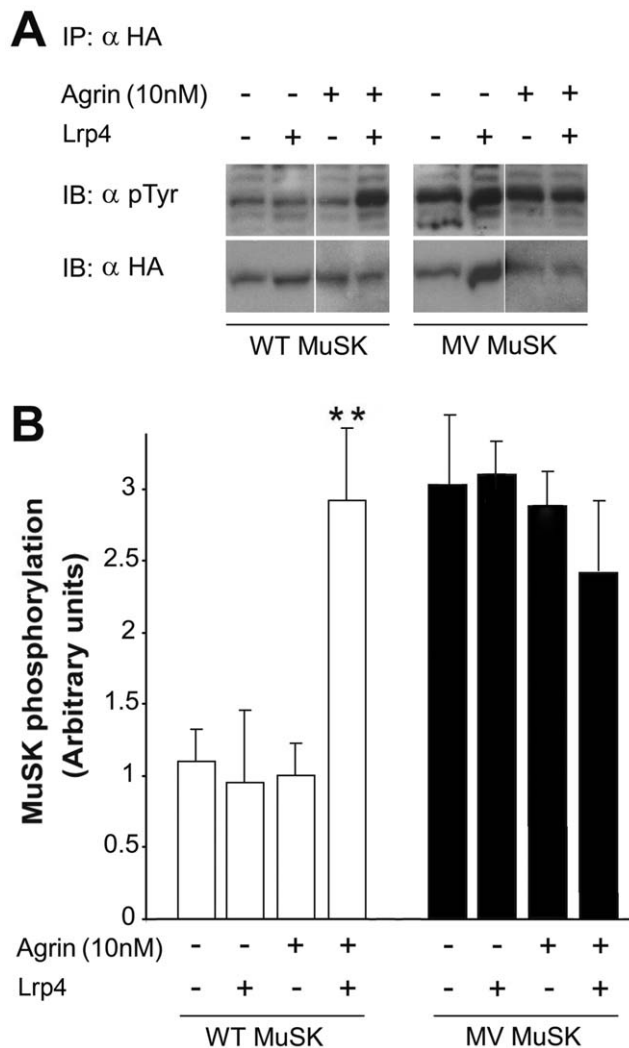 A IP: α HA
Agrin (10nM) - - + + - - + +
Lrp4 - + - + - + - +
IB: α pTyr
IB: α HA
WT MuSK MV MuSK
B
**
MuSK phosphorylation
(Arbitrary units)
3
2.5
2
1.5
1
0.5
0
Agrin (10nM) - - + + - - + +
Lrp4 - + - + - + - +
WT MuSK MV MuSK